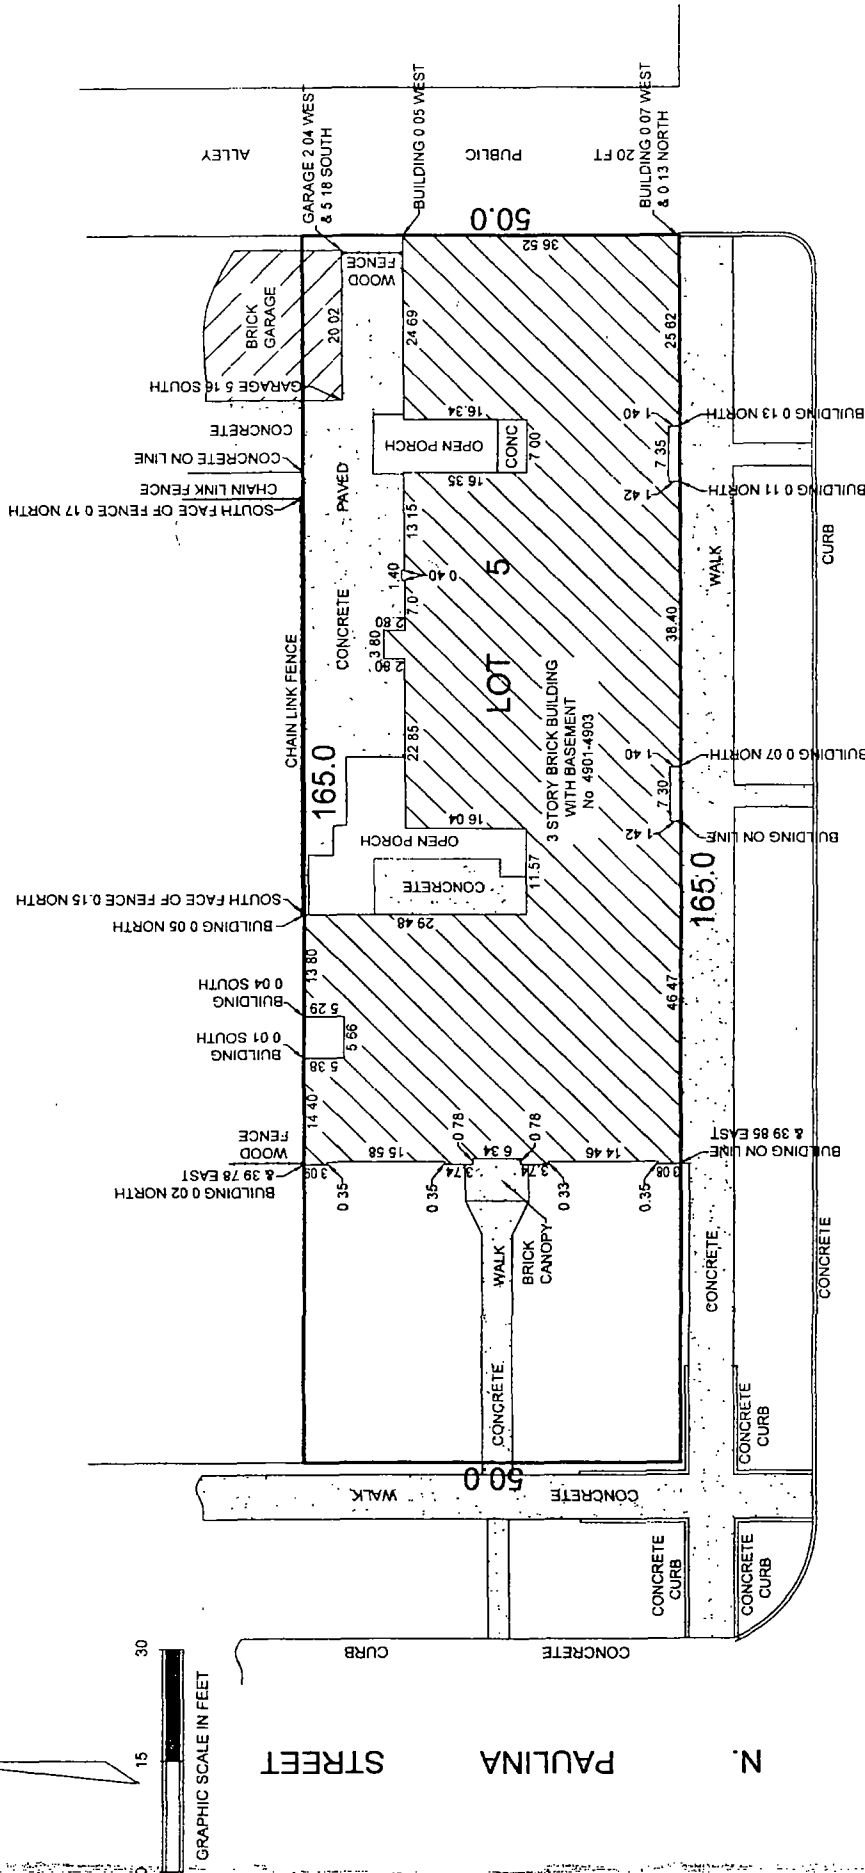 ALLEY
PUBLIC
20 FT
GARAGE 2 04 WES
& 5 18 SOUTH
BUILDING 0 05 WEST
BUILDING 0 07 WEST
& 0 13 NORTH
50.0
36 52
WOOD
FENCE
BRICK
GARAGE
20 02
24 69
25 62
GARAGE 5 16 SOUTH
CONCRETE
CONCRETE ON LINE
CHAIN LINK FENCE
SOUTH FACE OF FENCE 0.17 NORTH
PAVED
CONCRETE
OPEN PORCH
CONC
16.34
7 00
16 35
13 15
1.40
0 40
7.0
2 80
3 80
2 80
22 85
1 40
BUILDING 0 13 NORTH
7 35
1 42
BUILDING 0 11 NORTH
WALK
CURB
38.40
LOT 5
3 STORY BRICK BUILDING
WITH BASEMENT
No 4901-4903
CHAIN LINK FENCE
165.0
16 04
OPEN PORCH
CONCRETE
11.57
29 48
1 40
BUILDING 0 07 NORTH
7 30
1 42
BUILDING ON LINE
165.0
SOUTH FACE OF FENCE 0.15 NORTH
BUILDING 0 05 NORTH
13 80
BUILDING
0 04 SOUTH
5 29
5 66
BUILDING
0 01 SOUTH
5 38
14 40
46 47
WOOD
FENCE
BUILDING 0 02 NORTH
& 39 78 EAST
3 09
0 35
15 58
0 35
3.74
0 78
6.34
0 78
3.74
0 33
14 46
0 35
3 08
BUILDING ON LINE
& 39 85 EAST
BRICK
CANOPY
WALK
CONCRETE
CONCRETE
CONCRETE
50.0
WALK
CONCRETE
CONCRETE
CURB
CONCRETE
CURB
CONCRETE
CURB
CURB
CONCRETE
N. PAULINA STREET
0 15 30
GRAPHIC SCALE IN FEET